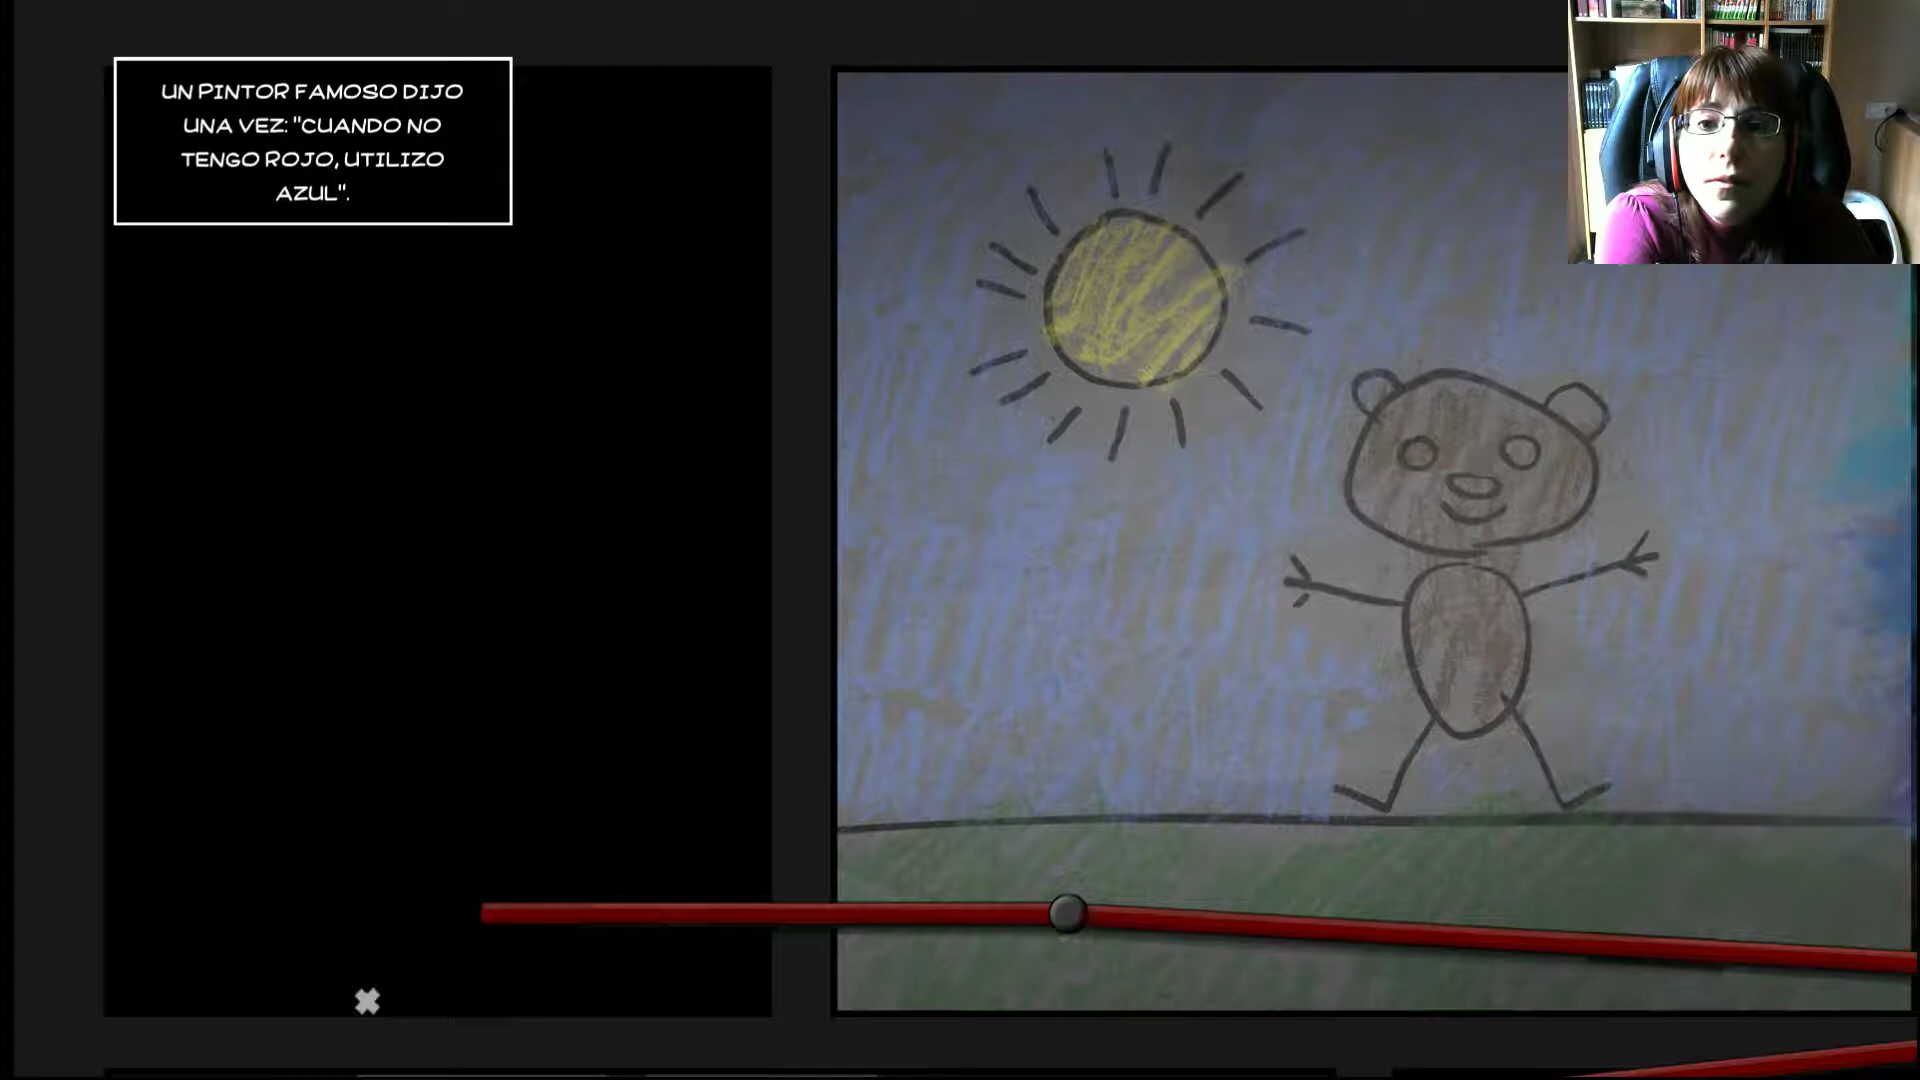 UN PINTOR FAMOSO DIJO
UNA VEZ: "CUANDO NO
TENGO ROJO, UTILIZO
AZUL".